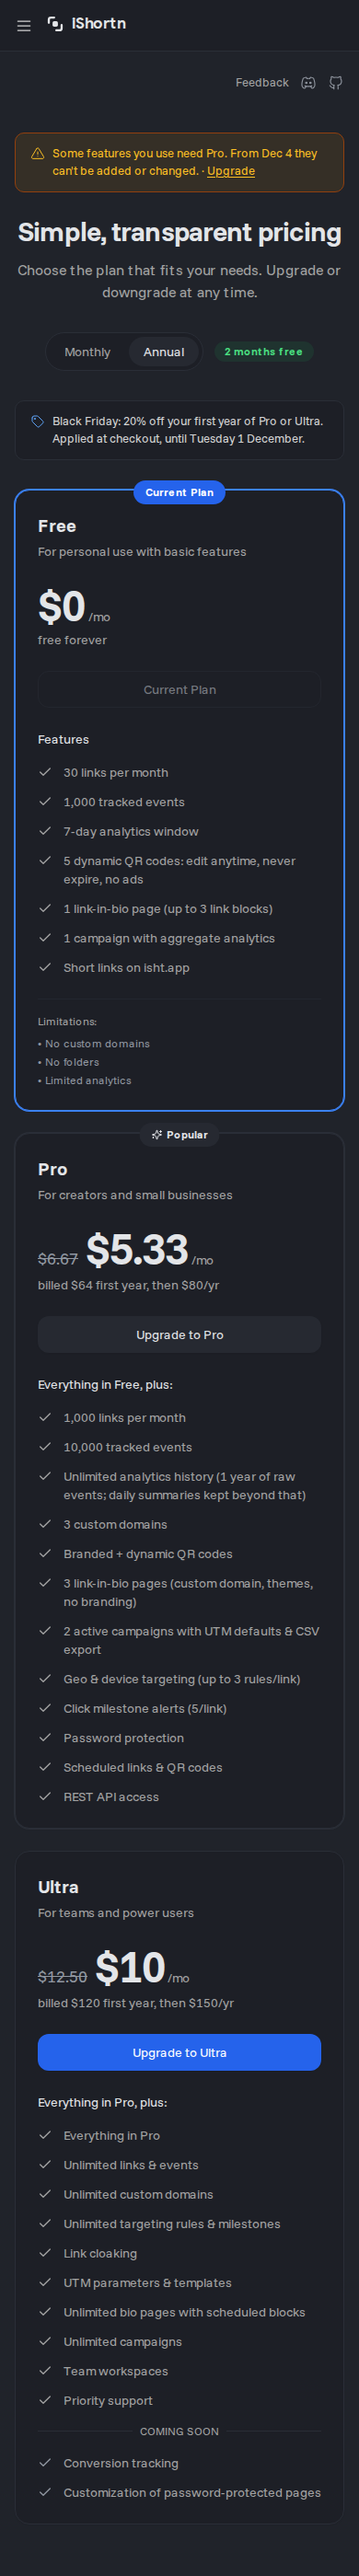 IShortn
Feedback
Some features you use need Pro. From Dec 4 they
can't be added or changed. · Upgrade
Simple, transparent pricing
Choose the plan that fits your needs. Upgrade or
downgrade at any time.
Monthly Annual 2 months free
Black Friday: 20% off your first year of Pro or Ultra.
Applied at checkout, until Tuesday 1 December.
Current Plan
Free
For personal use with basic features
$0 /mo
free forever
Current Plan
Features
30 links per month
1,000 tracked events
7-day analytics window
5 dynamic QR codes: edit anytime, never
expire, no ads
1 link-in-bio page (up to 3 link blocks)
1 campaign with aggregate analytics
Short links on isht.app
Limitations:
• No custom domains
• No folders
• Limited analytics
Popular
Pro
For creators and small businesses
$6.67 $5.33 /mo
billed $64 first year, then $80/yr
Upgrade to Pro
Everything in Free, plus:
1,000 links per month
10,000 tracked events
Unlimited analytics history (1 year of raw
events; daily summaries kept beyond that)
3 custom domains
Branded + dynamic QR codes
3 link-in-bio pages (custom domain, themes,
no branding)
2 active campaigns with UTM defaults & CSV
export
Geo & device targeting (up to 3 rules/link)
Click milestone alerts (5/link)
Password protection
Scheduled links & QR codes
REST API access
Ultra
For teams and power users
$12.50 $10 /mo
billed $120 first year, then $150/yr
Upgrade to Ultra
Everything in Pro, plus:
Everything in Pro
Unlimited links & events
Unlimited custom domains
Unlimited targeting rules & milestones
Link cloaking
UTM parameters & templates
Unlimited bio pages with scheduled blocks
Unlimited campaigns
Team workspaces
Priority support
COMING SOON
Conversion tracking
Customization of password-protected pages